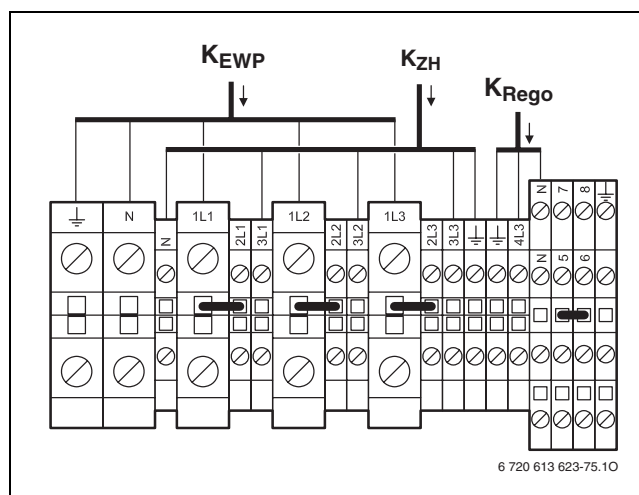 KEWP
KZH
KRego
⏚ N N 1L1 2L1 3L1 1L2 2L2 3L2 1L3 2L3 3L3 ⏚ ⏚ 4L3 N 7 8 ⏚
N 5 6
6 720 613 623-75.1O